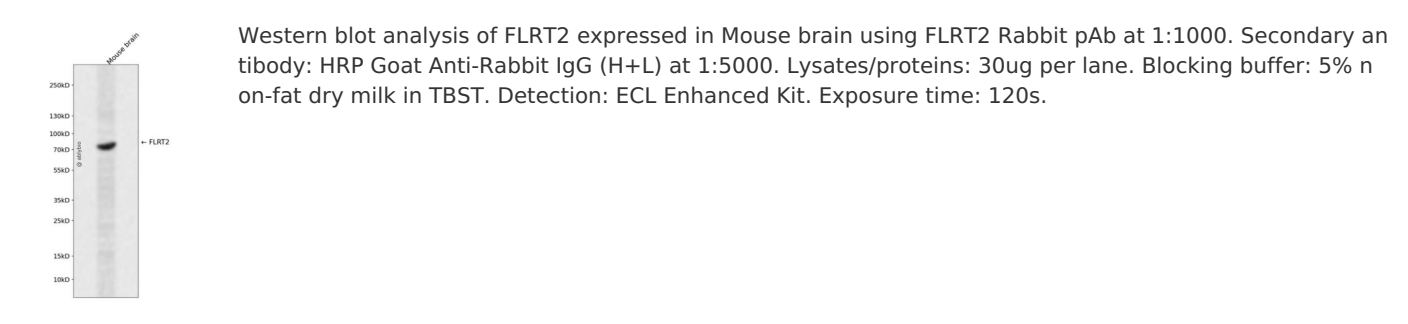 Mouse brain
Western blot analysis of FLRT2 expressed in Mouse brain using FLRT2 Rabbit pAb at 1:1000. Secondary an
tibody: HRP Goat Anti-Rabbit IgG (H+L) at 1:5000. Lysates/proteins: 30ug per lane. Blocking buffer: 5% n
on-fat dry milk in TBST. Detection: ECL Enhanced Kit. Exposure time: 120s.
250kD
130kD
100kD
← FLRT2
70kD
55kD
35kD
25kD
15kD
10kD